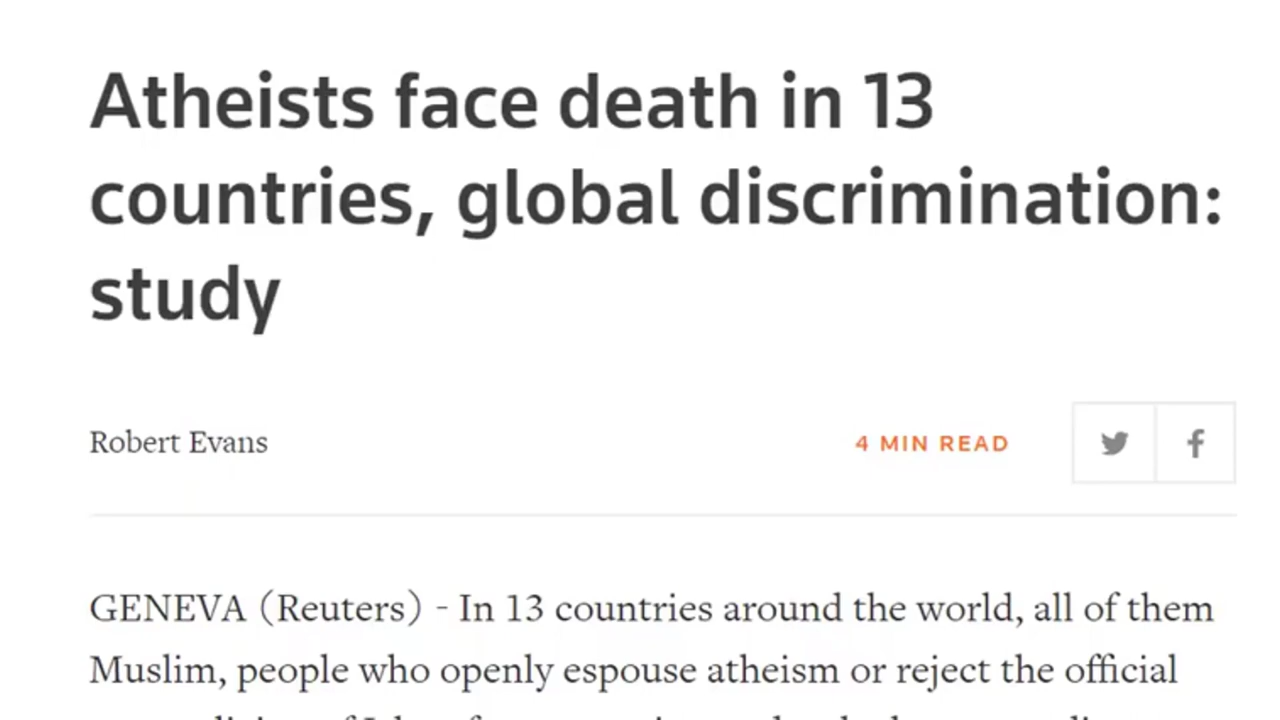 Atheists face death in 13
countries, global discrimination:
study
Robert Evans
4 MIN READ
GENEVA (Reuters) - In 13 countries around the world, all of them
Muslim, people who openly espouse atheism or reject the official